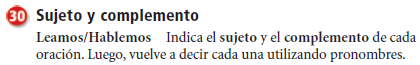 30 Sujeto y complemento
Leamos/Hablemos Indica el sujeto y el complemento de cada
oración. Luego, vuelve a decir cada una utilizando pronombres.